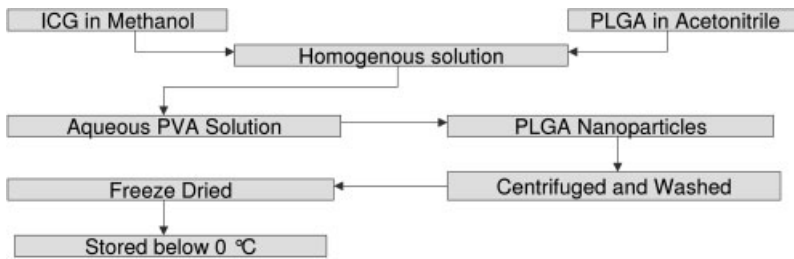 ICG in Methanol
PLGA in Acetonitrile
Homogenous solution
Aqueous PVA Solution
PLGA Nanoparticles
Centrifuged and Washed
Freeze Dried
Stored below 0 °C